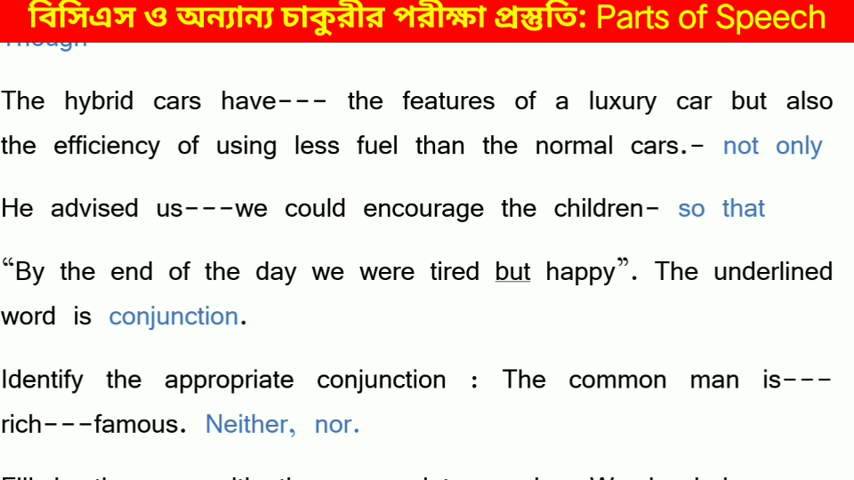 বিসিএস ও অন্যান্য চাকুরীর পরীক্ষা প্রস্তুতি: Parts of Speech
Though
The hybrid cars have--- the features of a luxury car but also
the efficiency of using less fuel than the normal cars.- not only
He advised us---we could encourage the children- so that
“By the end of the day we were tired but happy”. The underlined
word is conjunction.
Identify the appropriate conjunction : The common man is---
rich---famous. Neither, nor.